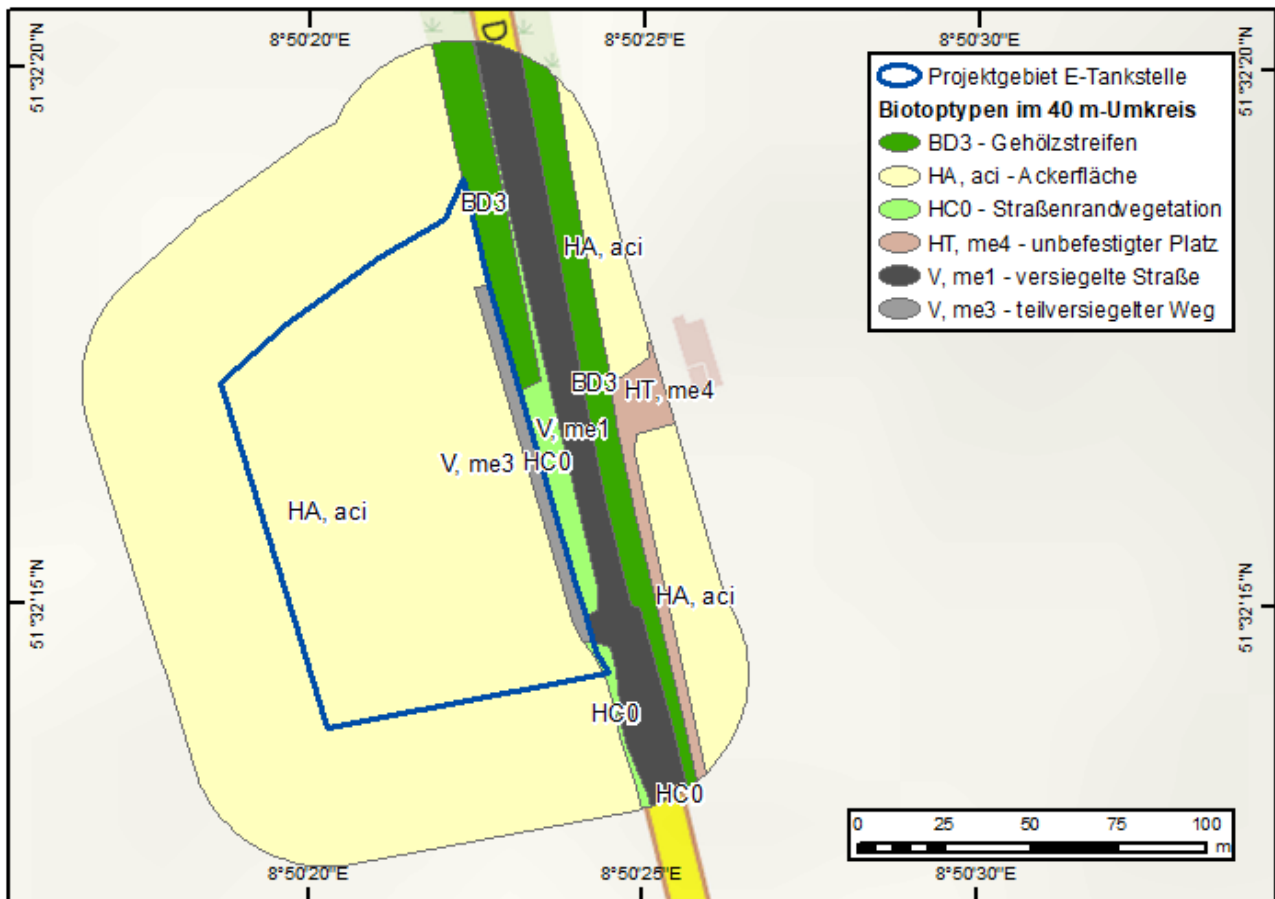 8°50'20"E
8°50'25"E
8°50'30"E
D
51°32'20"N
51°32'20"N
Projektgebiet E-Tankstelle
Biotoptypen im 40 m-Umkreis
BD3 - Gehölzstreifen
HA, aci - Ackerfläche
HC0 - Straßenrandvegetation
HT, me4 - unbefestigter Platz
V, me1 - versiegelte Straße
V, me3 - teilversiegelter Weg
BD3
HA, aci
BD3
HT, me4
V, me1
V, me3
HC0
HA, aci
51°32'15"N
HA, aci
51°32'15"N
HC0
HC0
0 25 50 75 100
m
8°50'20"E
8°50'25"E
8°50'30"E